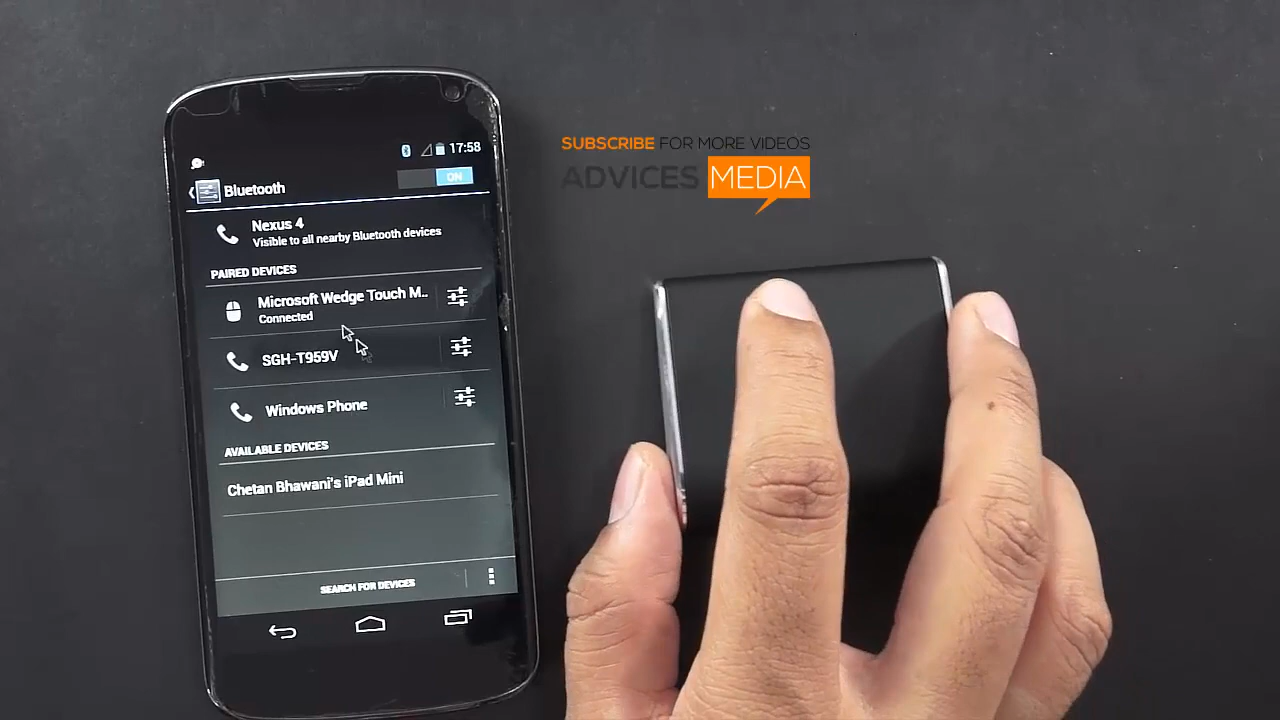 SUBSCRIBE FOR MORE VIDEOS
ADVICES MEDIA
17:58
Bluetooth
ON
Nexus 4
Visible to all nearby Bluetooth devices
PAIRED DEVICES
Microsoft Wedge Touch M..
Connected
SGH-T959V
Windows Phone
AVAILABLE DEVICES
Chetan Bhawani's iPad Mini
SEARCH FOR DEVICES